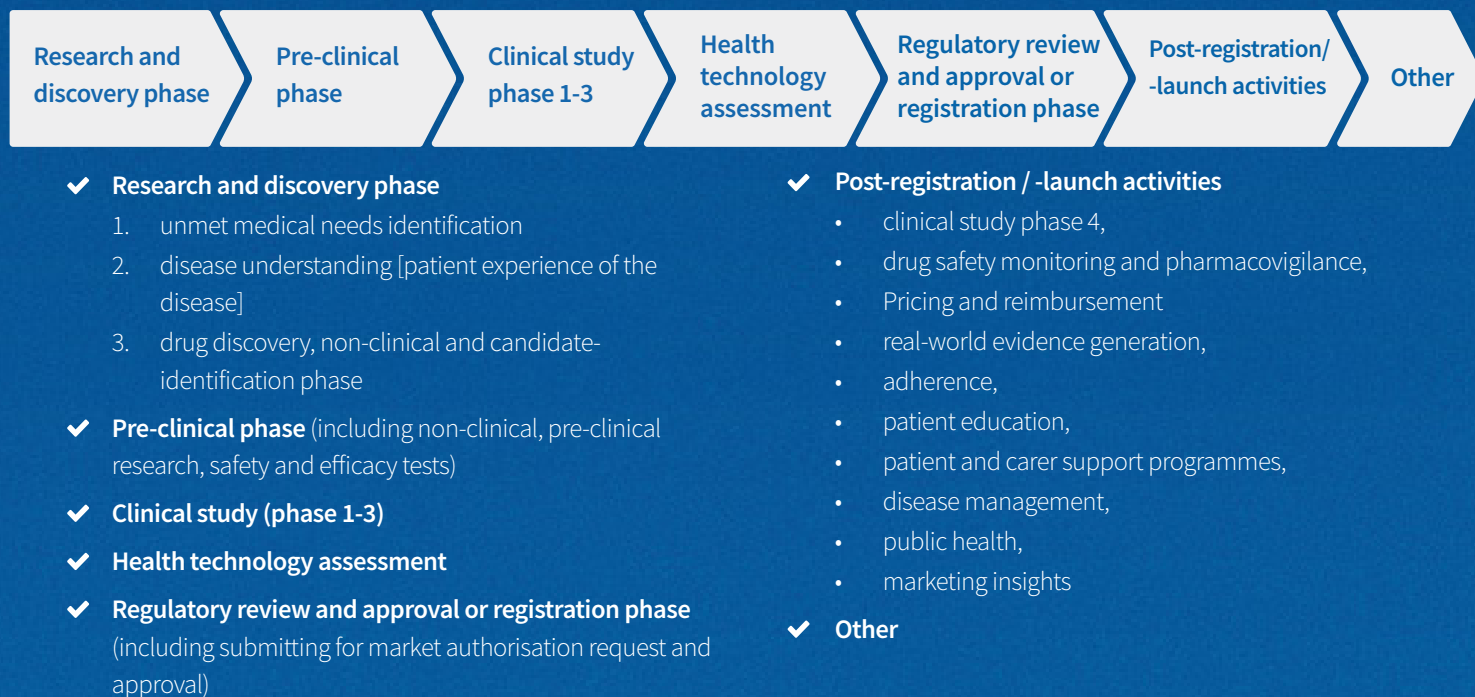 Research and
discovery phase
Pre-clinical
phase
Clinical study
phase 1-3
Health
technology
assessment
Regulatory review
and approval or
registration phase
Post-registration/
-launch activities
Other
✔ Research and discovery phase
1. unmet medical needs identification
2. disease understanding [patient experience of the
disease]
3. drug discovery, non-clinical and candidate-
identification phase
✔ Pre-clinical phase (including non-clinical, pre-clinical
research, safety and efficacy tests)
✔ Clinical study (phase 1-3)
✔ Health technology assessment
✔ Regulatory review and approval or registration phase
(including submitting for market authorisation request and
approval)
✔ Post-registration / -launch activities
• clinical study phase 4,
• drug safety monitoring and pharmacovigilance,
• Pricing and reimbursement
• real-world evidence generation,
• adherence,
• patient education,
• patient and carer support programmes,
• disease management,
• public health,
• marketing insights
✔ Other